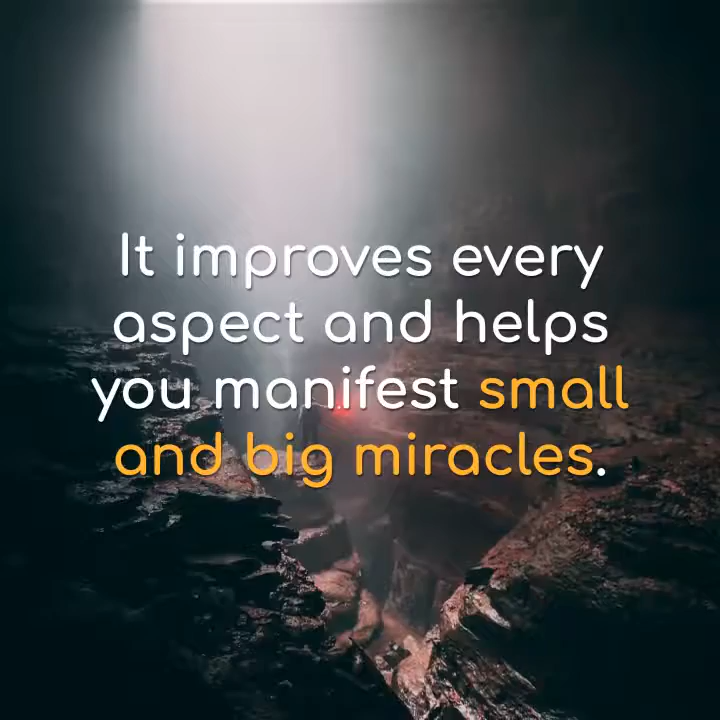 It improves every
aspect and helps
you manifest small
and big miracles.